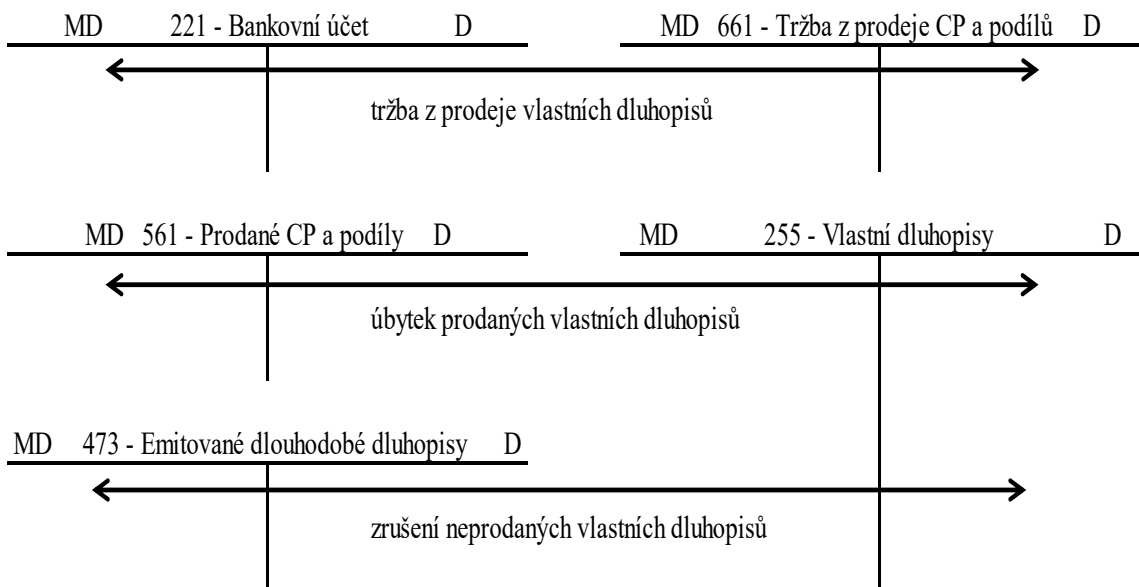 MD 221 - Bankovní účet D MD 661 - Tržba z prodeje CP a podílů D
tržba z prodeje vlastních dluhopisů
MD 561 - Prodané CP a podíly D MD 255 - Vlastní dluhopisy D
úbytek prodaných vlastních dluhopisů
MD 473 - Emitované dlouhodobé dluhopisy D
zrušení neprodaných vlastních dluhopisů